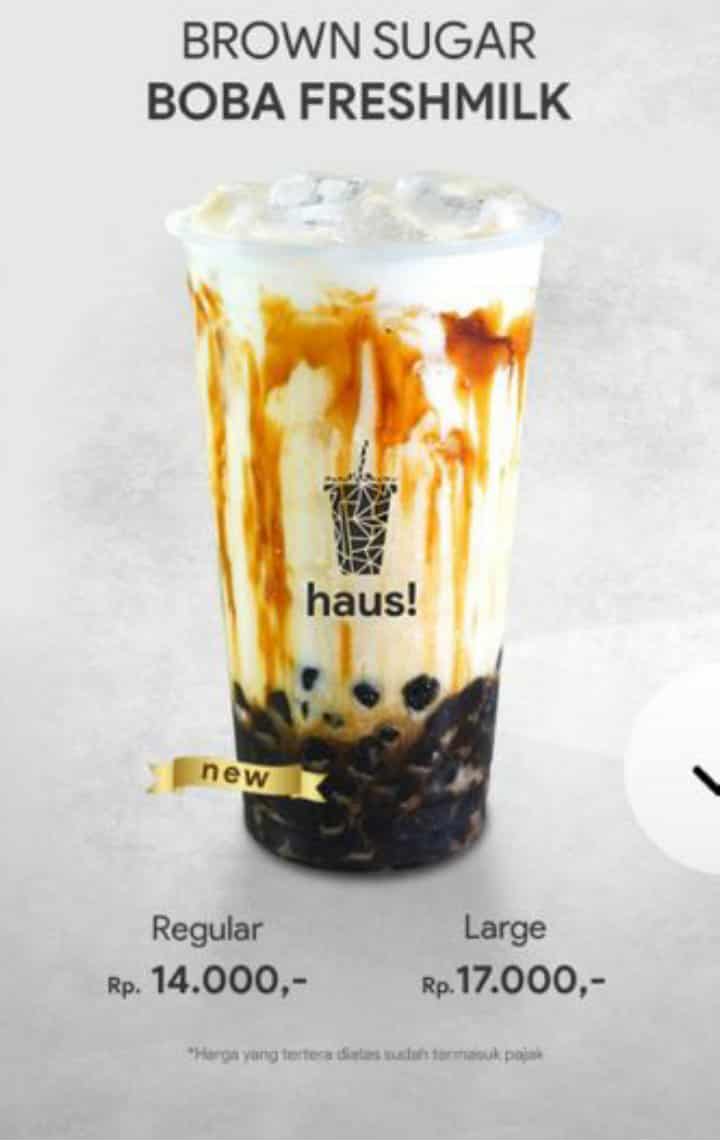 BROWN SUGAR
BOBA FRESHMILK
haus!
new
Regular
Large
Rp. 14.000,-
Rp. 17.000,-
*Harga yang tertera diatas sudah termasuk pajak